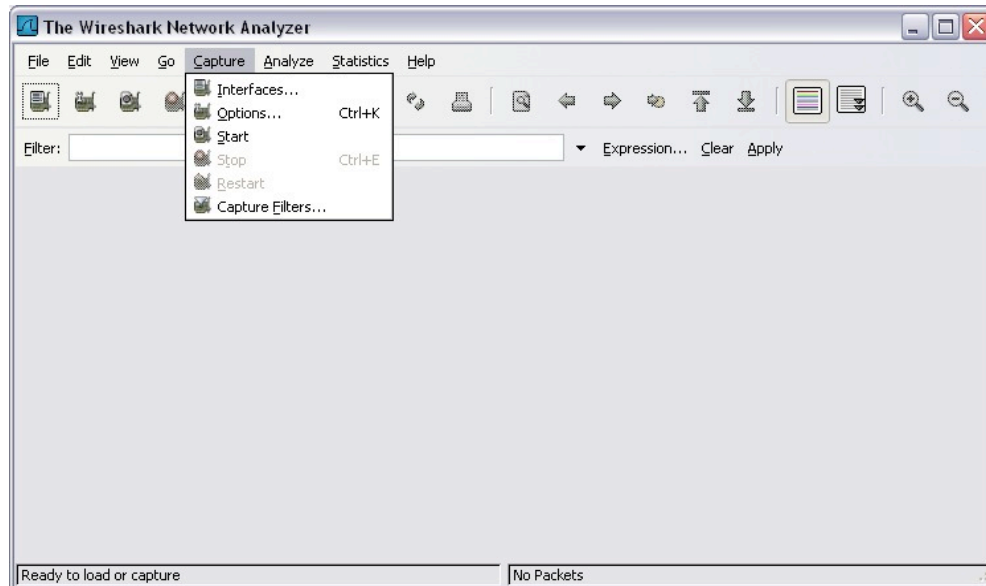 The Wireshark Network Analyzer
File Edit View Go Capture Analyze Statistics Help
Interfaces...
Options... Ctrl+K
Start
Stop Ctrl+E
Restart
Capture Filters...
Filter: Expression... Clear Apply
Ready to load or capture No Packets